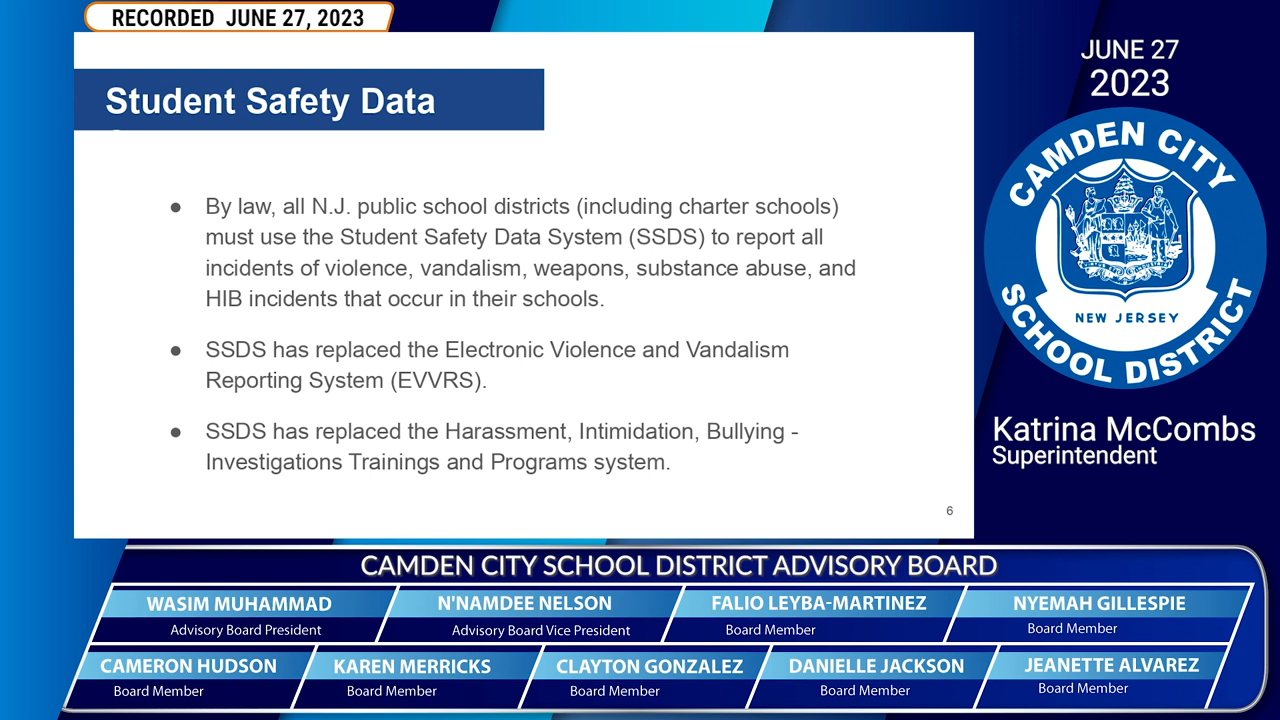 RECORDED JUNE 27, 2023
Student Safety Data
● By law, all N.J. public school districts (including charter schools)
must use the Student Safety Data System (SSDS) to report all
incidents of violence, vandalism, weapons, substance abuse, and
HIB incidents that occur in their schools.
● SSDS has replaced the Electronic Violence and Vandalism
Reporting System (EVVRS).
● SSDS has replaced the Harassment, Intimidation, Bullying -
Investigations Trainings and Programs system.
6
JUNE 27
2023
CAMDEN CITY
NEW JERSEY
SCHOOL DISTRICT
Katrina McCombs
Superintendent
CAMDEN CITY SCHOOL DISTRICT ADVISORY BOARD
WASIM MUHAMMAD
Advisory Board President
N'NAMDEE NELSON
Advisory Board Vice President
FALIO LEYBA-MARTINEZ
Board Member
NYEMAH GILLESPIE
Board Member
CAMERON HUDSON
Board Member
KAREN MERRICKS
Board Member
CLAYTON GONZALEZ
Board Member
DANIELLE JACKSON
Board Member
JEANETTE ALVAREZ
Board Member